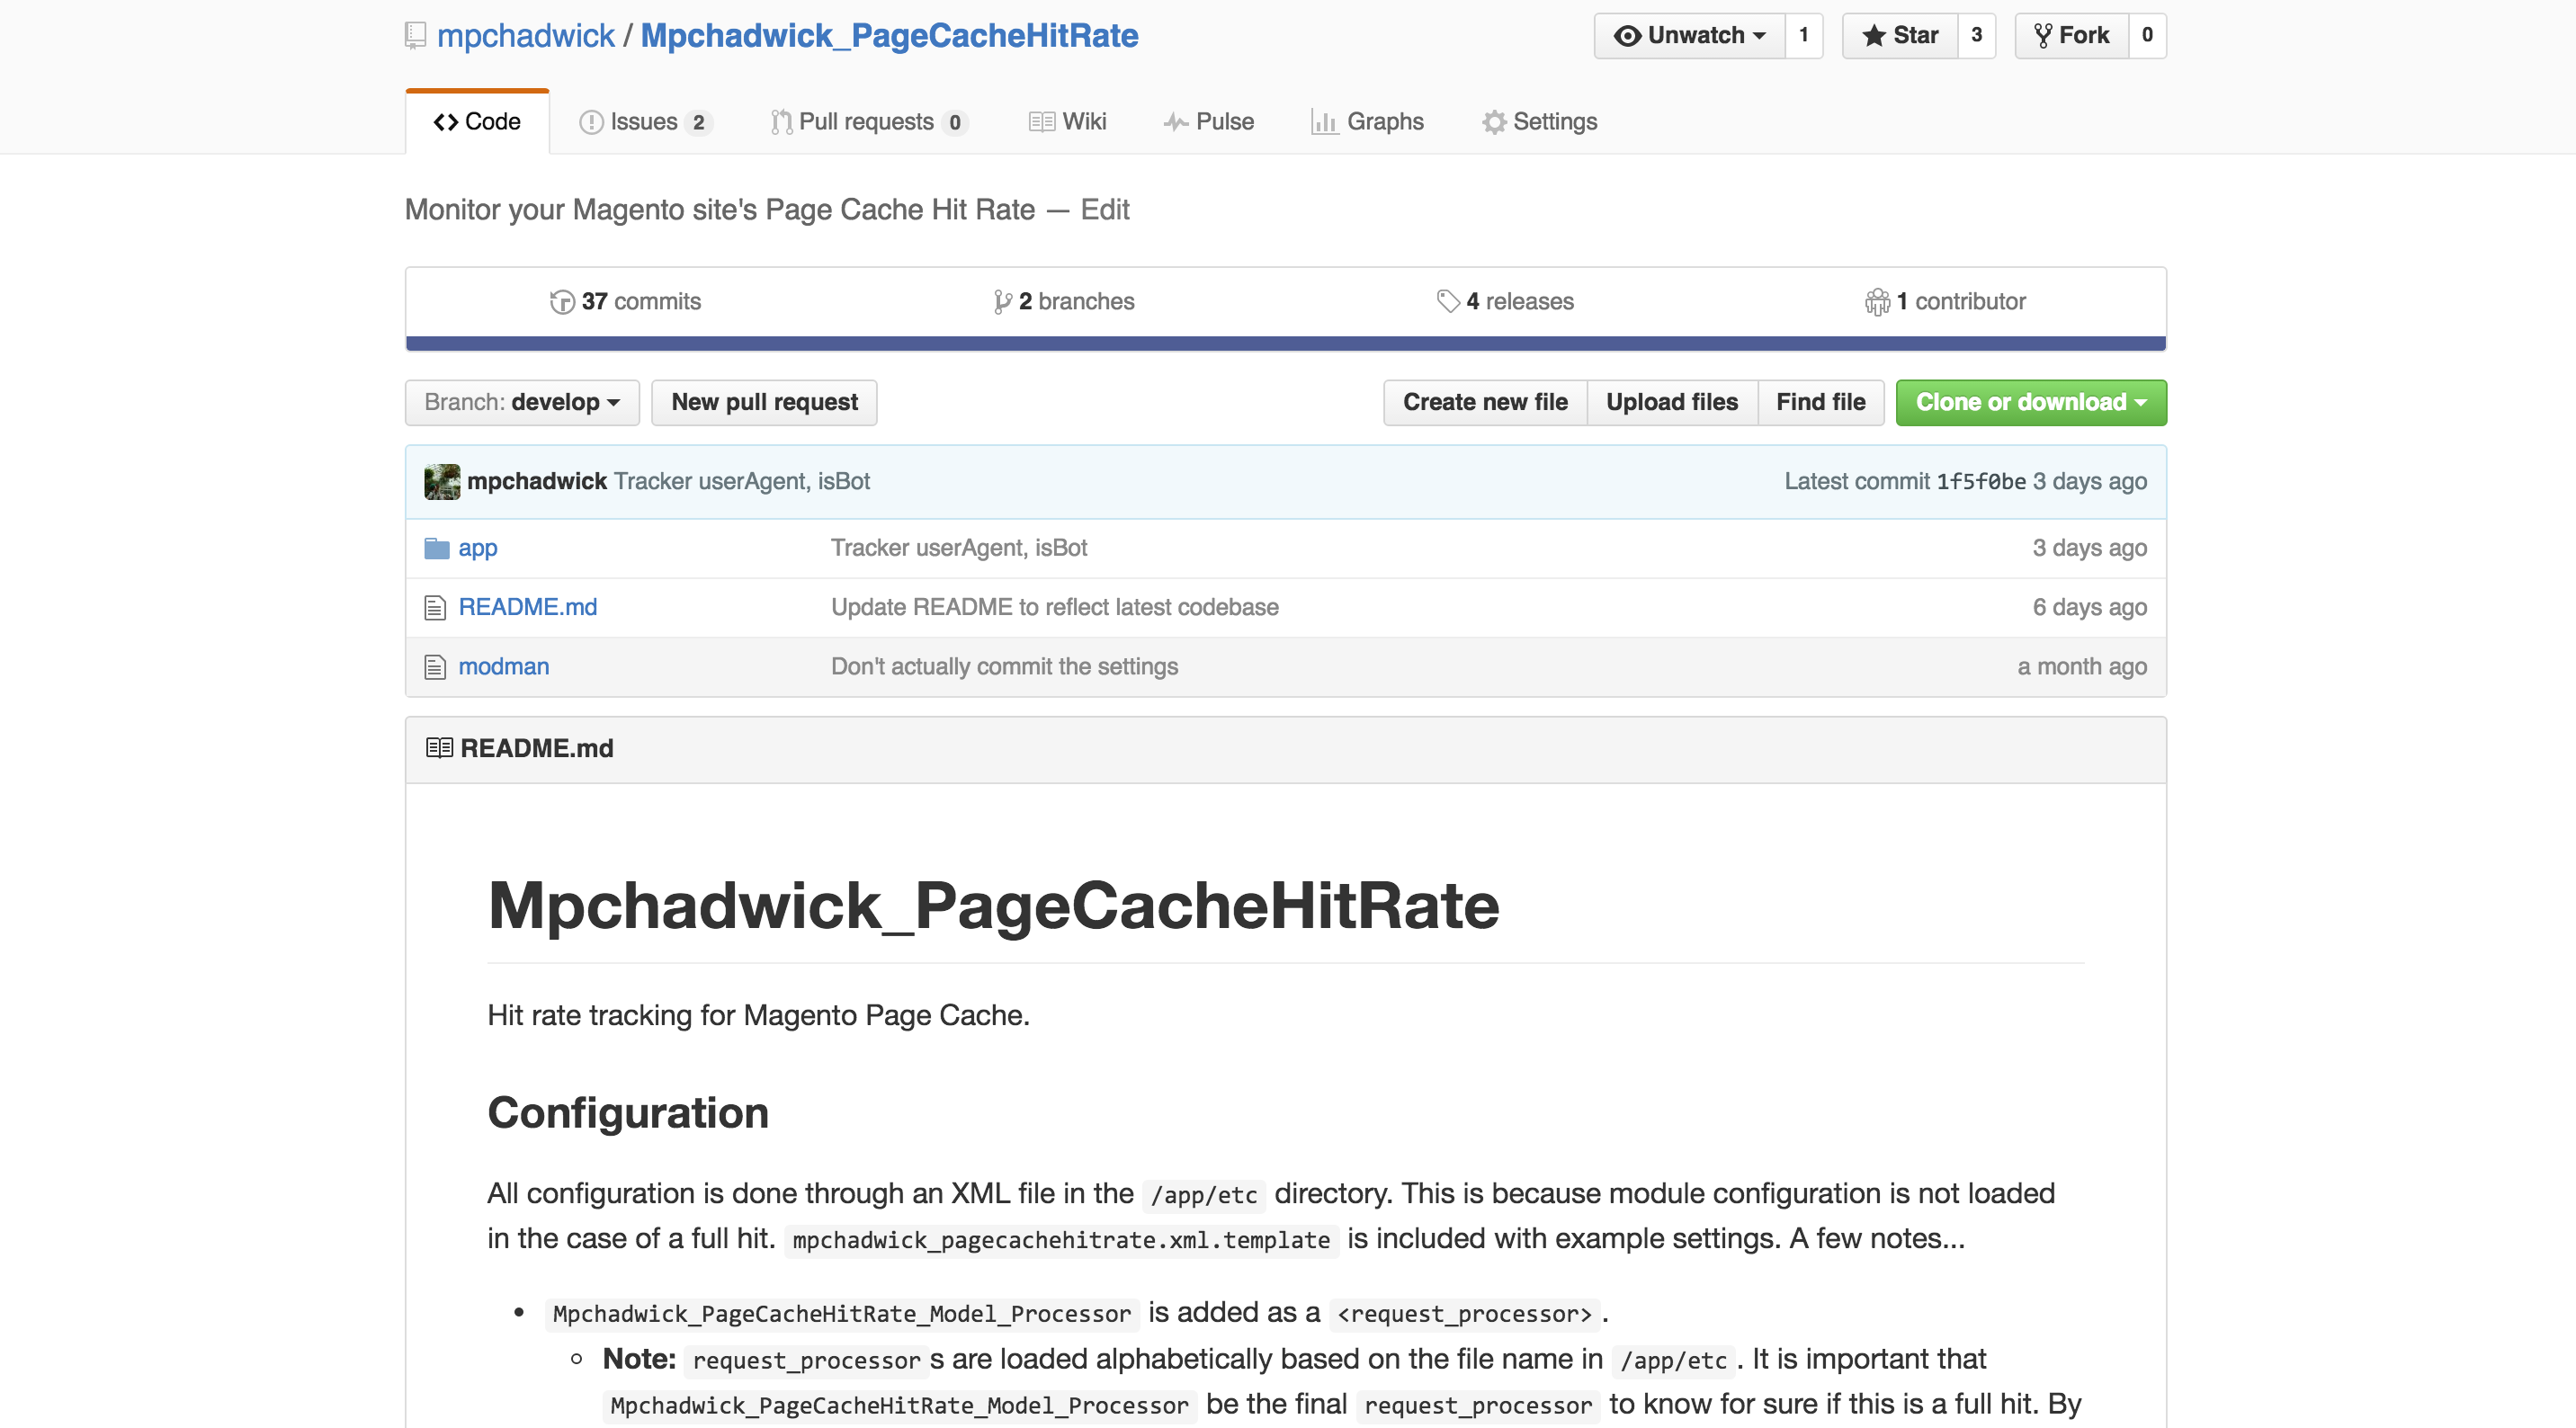 mpchadwick / Mpchadwick_PageCacheHitRate Unwatch 1 Star 3 Fork 0
Code Issues 2 Pull requests 0 Wiki Pulse Graphs Settings
Monitor your Magento site's Page Cache Hit Rate — Edit
37 commits 2 branches 4 releases 1 contributor
Branch: develop New pull request Create new file Upload files Find file Clone or download
mpchadwick Tracker userAgent, isBot Latest commit 1f5f0be 3 days ago
app Tracker userAgent, isBot 3 days ago
README.md Update README to reflect latest codebase 6 days ago
modman Don't actually commit the settings a month ago
README.md
Mpchadwick_PageCacheHitRate
Hit rate tracking for Magento Page Cache.
Configuration
All configuration is done through an XML file in the /app/etc directory. This is because module configuration is not loaded
in the case of a full hit. mpchadwick_pagecachehitrate.xml.template is included with example settings. A few notes...
• Mpchadwick_PageCacheHitRate_Model_Processor is added as a <request_processor>.
◦ Note: request_processors are loaded alphabetically based on the file name in /app/etc. It is important that
Mpchadwick_PageCacheHitRate_Model_Processor be the final request_processor to know for sure if this is a full hit. By